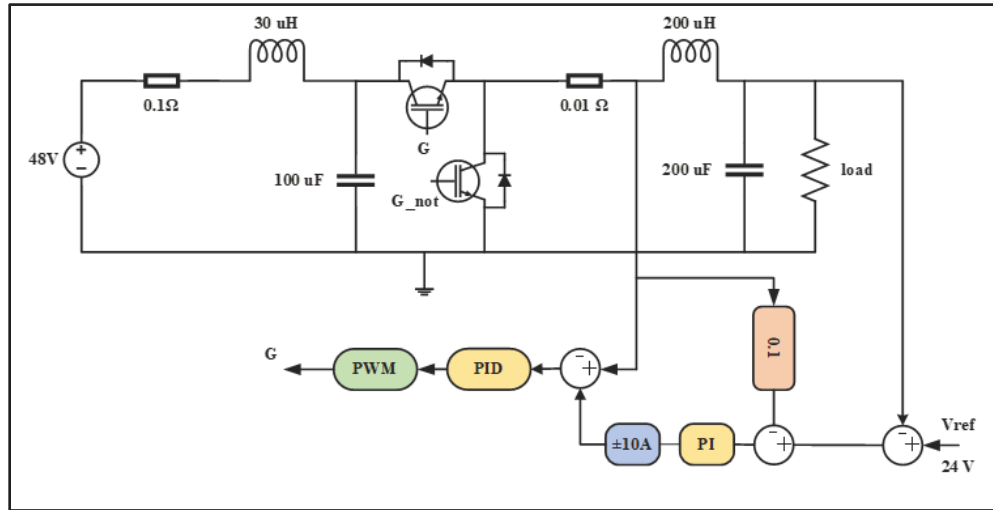 30 uH
200 uH
0.1Ω
0.01 Ω
G
48V
+
−
100 uF
G_not
200 uF
load
G
PWM
PID
-
+
0.1
±10A
PI
-
+
-
+
Vref
24 V